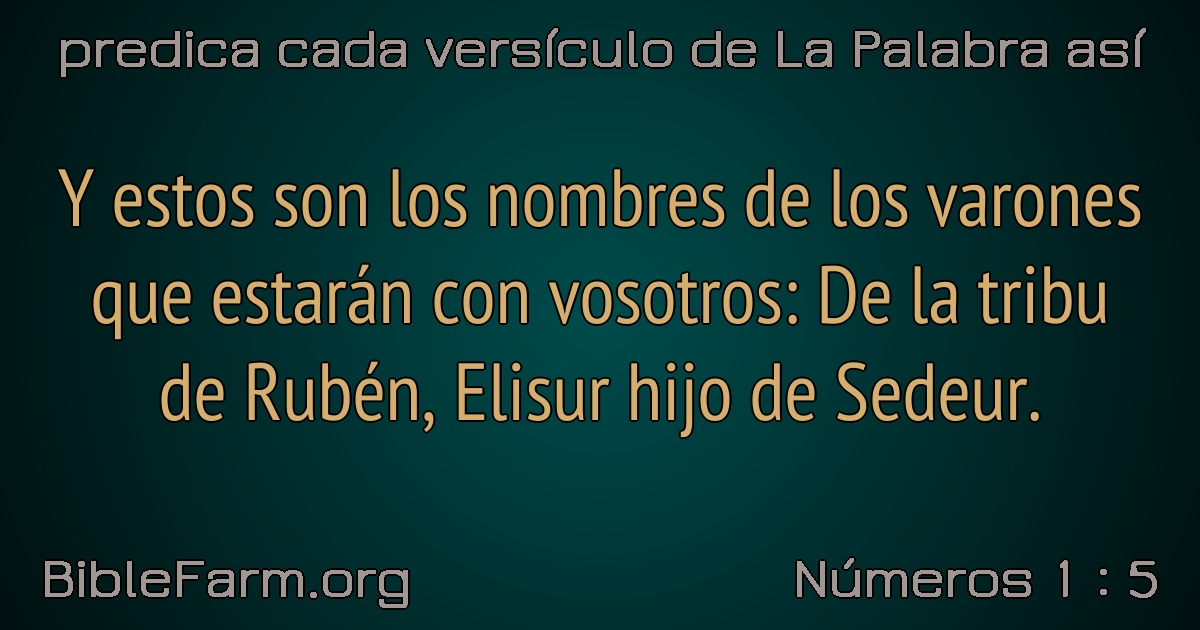 predica cada versículo de La Palabra así
Y estos son los nombres de los varones
que estarán con vosotros: De la tribu
de Rubén, Elisur hijo de Sedeur.
BibleFarm.org
Números 1 : 5